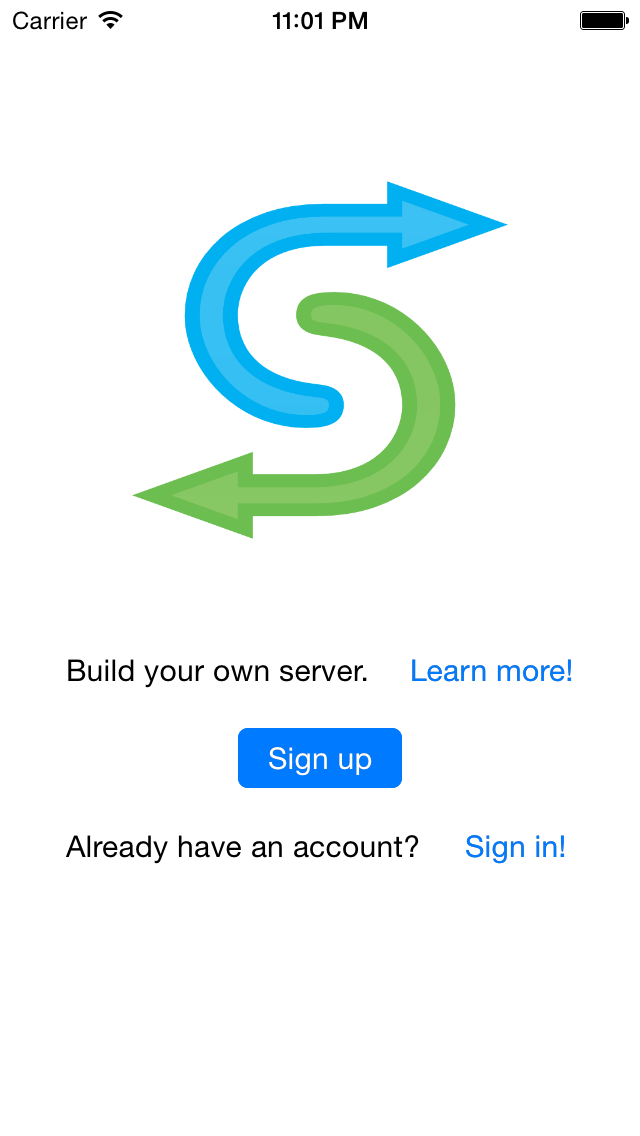 Carrier 11:01 PM
Build your own server. Learn more!
Sign up
Already have an account? Sign in!